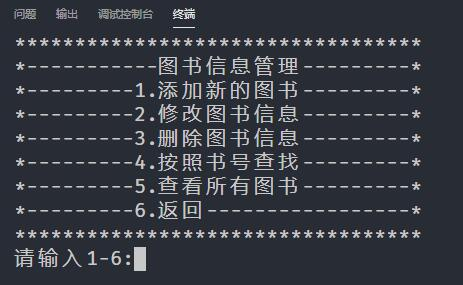 问题 输出 调试控制台 终端
**********************************
*-----------图书信息管理---------*
*---------1.添加新的图书---------*
*---------2.修改图书信息---------*
*---------3.删除图书信息---------*
*---------4.按照书号查找---------*
*---------5.查看所有图书---------*
*---------6.返回-----------------*
**********************************
请输入1-6: